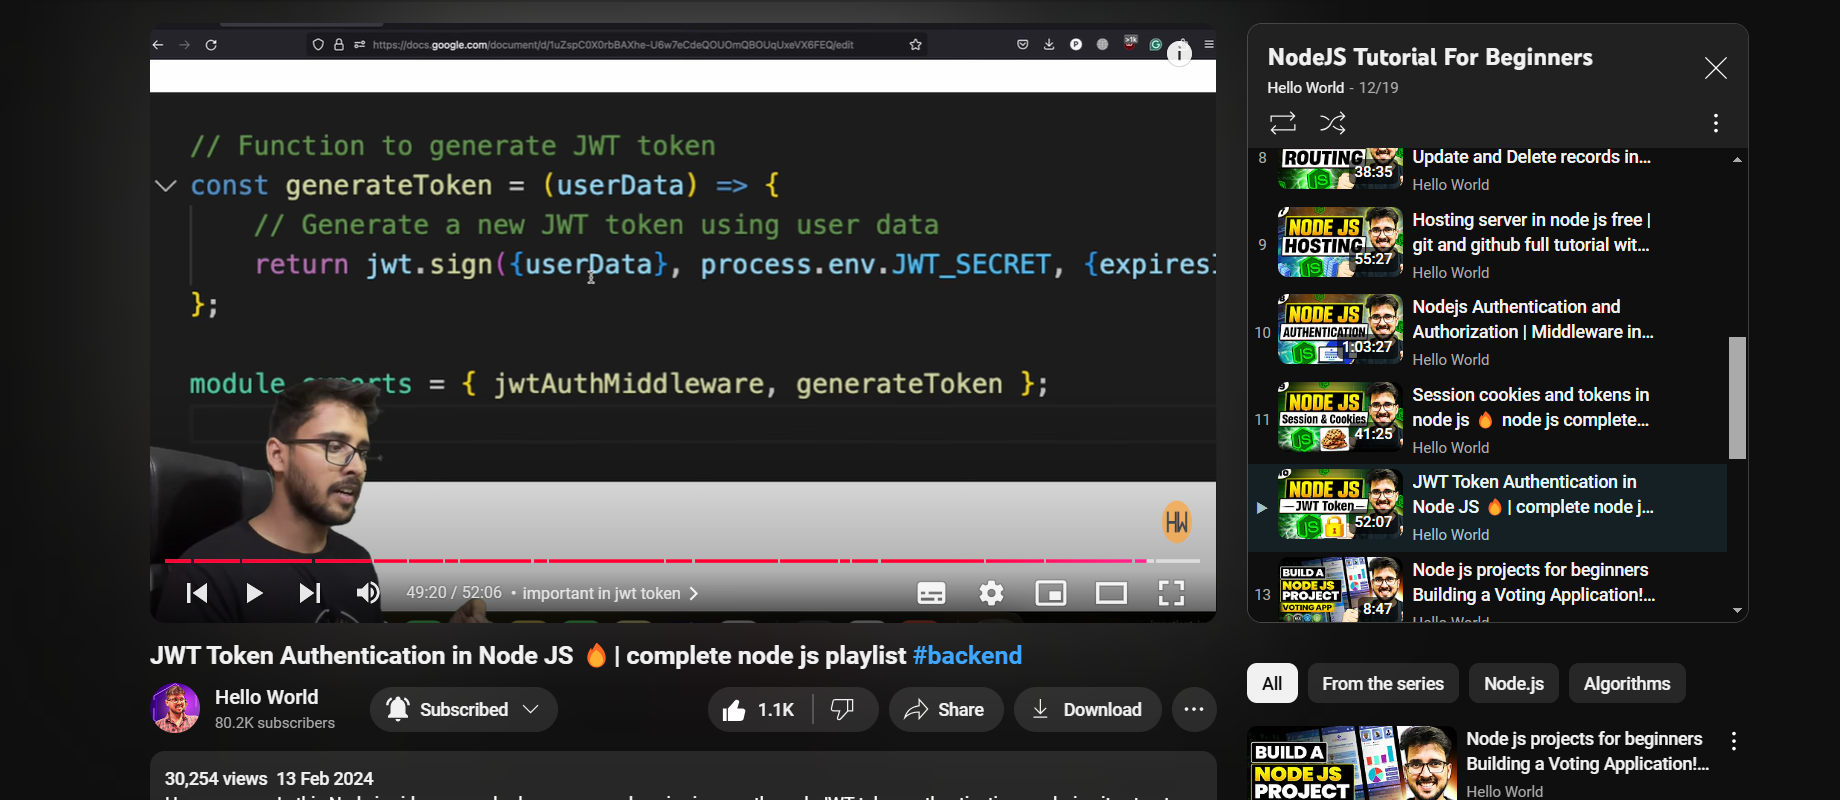 https://docs.google.com/document/d/1uZspC0X0rbBAXhe-U6w7eCdeQOUOmQBOUqUxeVX6FEQ/edit
// Function to generate JWT token
const generateToken = (userData) => {
// Generate a new JWT token using user data
return jwt.sign({userData}, process.env.JWT_SECRET, {expiresI
};
module exports = { jwtAuthMiddleware, generateToken };
HW
49:20 / 52:06 • important in jwt token
JWT Token Authentication in Node JS 🔥 | complete node js playlist #backend
Hello World
80.2K subscribers
Subscribed
1.1K
Share
Download
30,254 views 13 Feb 2024
NodeJS Tutorial For Beginners
Hello World - 12/19
8
ROUTING
JS
38:35
Update and Delete records in...
Hello World
9
NODE JS
HOSTING
55:27
Hosting server in node js free |
git and github full tutorial wit...
Hello World
10
NODE JS
AUTHENTICATION
JS
1:03:27
Nodejs Authentication and
Authorization | Middleware in...
Hello World
11
NODE JS
Session & Cookies
JS
41:25
Session cookies and tokens in
node js 🔥 node js complete...
Hello World
NODE JS
JWT Token
JS
52:07
JWT Token Authentication in
Node JS 🔥 | complete node j...
Hello World
13
BUILD A
NODE JS
PROJECT
VOTING APP
8:47
Node js projects for beginners
Building a Voting Application!...
Hello World
All
From the series
Node.js
Algorithms
BUILD A
NODE JS
PROJECT
Node js projects for beginners
Building a Voting Application!...
Hello World